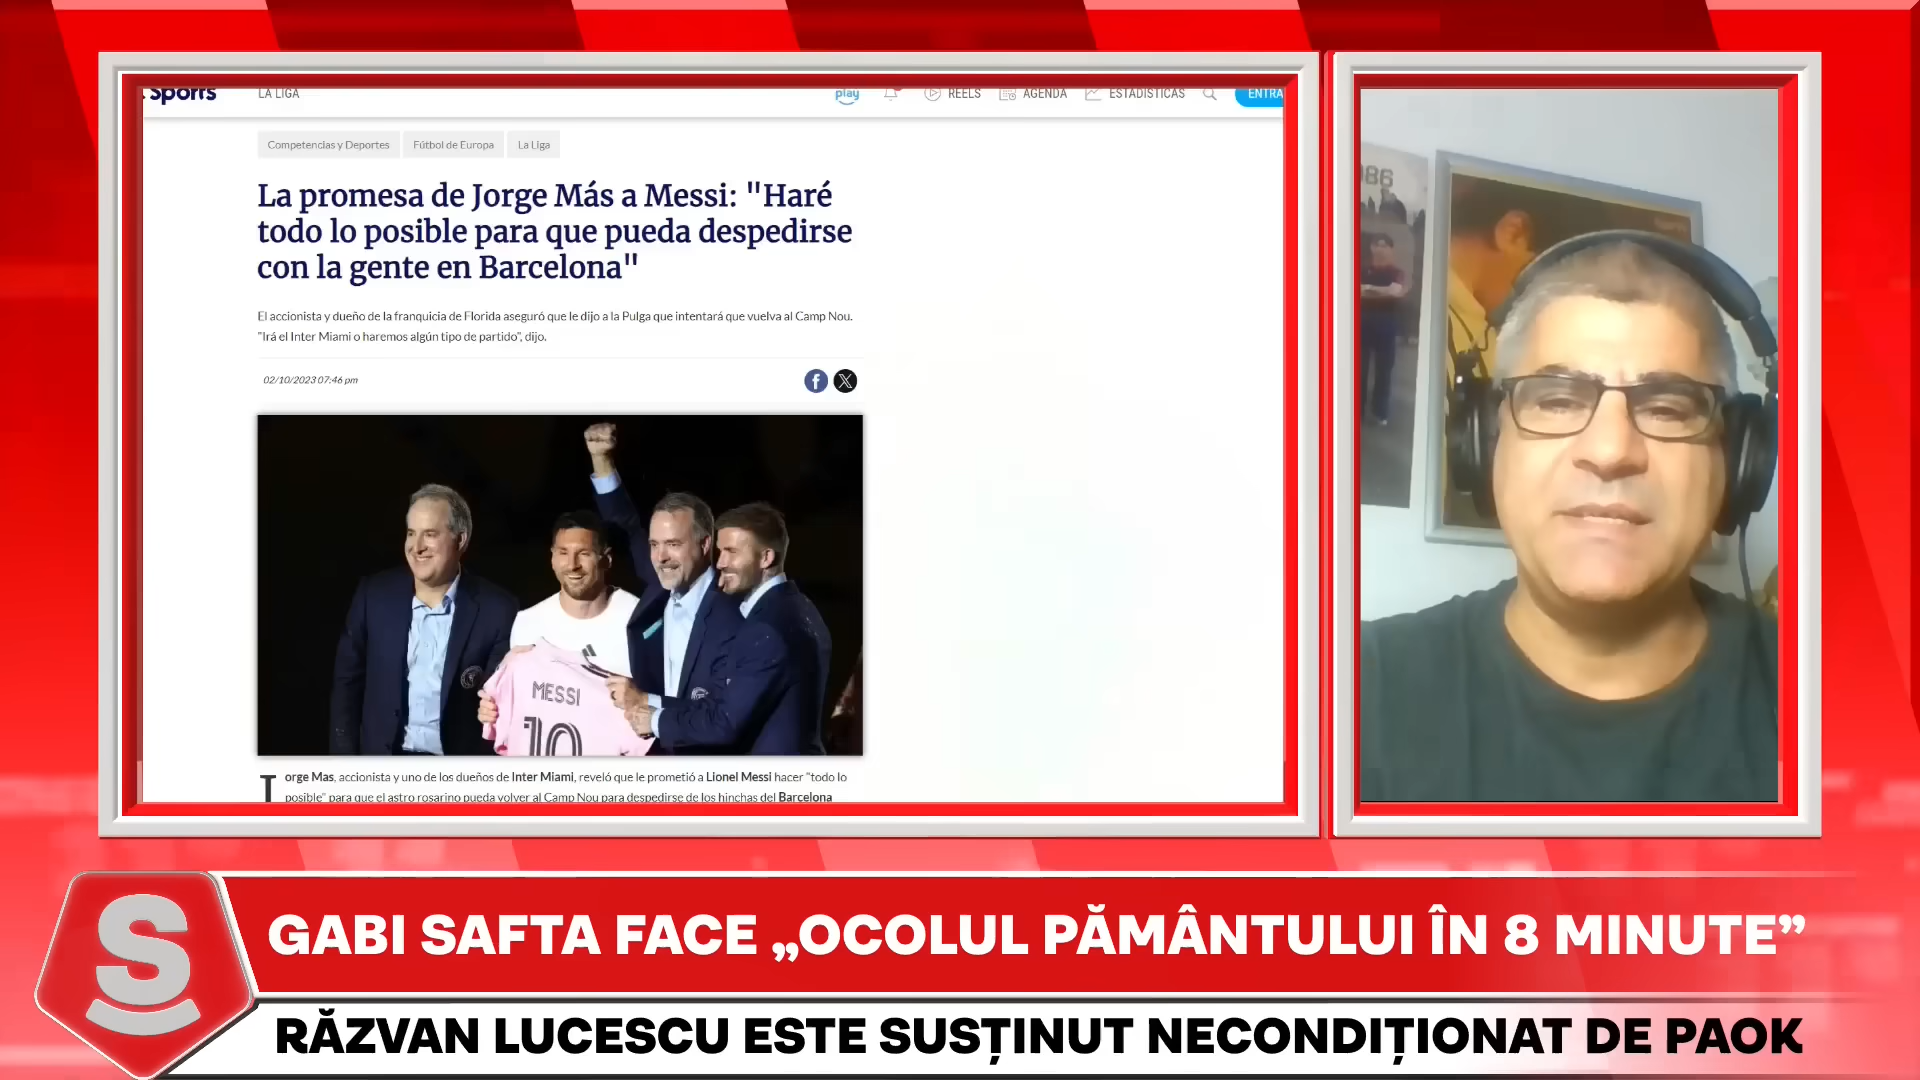 Sports
LA LIGA
play
REELS
AGENDA
ESTADÍSTICAS
ENTRA
Competencias y Deportes
Fútbol de Europa
La Liga
La promesa de Jorge Más a Messi: "Haré
todo lo posible para que pueda despedirse
con la gente en Barcelona"
El accionista y dueño de la franquicia de Florida aseguró que le dijo a la Pulga que intentará que vuelva al Camp Nou.
"Irá el Inter Miami o haremos algún tipo de partido", dijo.
02/10/2023 07:46 pm
f X
MESSI
10
Jorge Mas, accionista y uno de los dueños de Inter Miami, reveló que le prometió a Lionel Messi hacer "todo lo
posible" para que el astro rosarino pueda volver al Camp Nou para despedirse de los hinchas del Barcelona
986
S
GABI SAFTA FACE „OCOLUL PĂMÂNTULUI ÎN 8 MINUTE”
RĂZVAN LUCESCU ESTE SUSȚINUT NECONDIȚIONAT DE PAOK